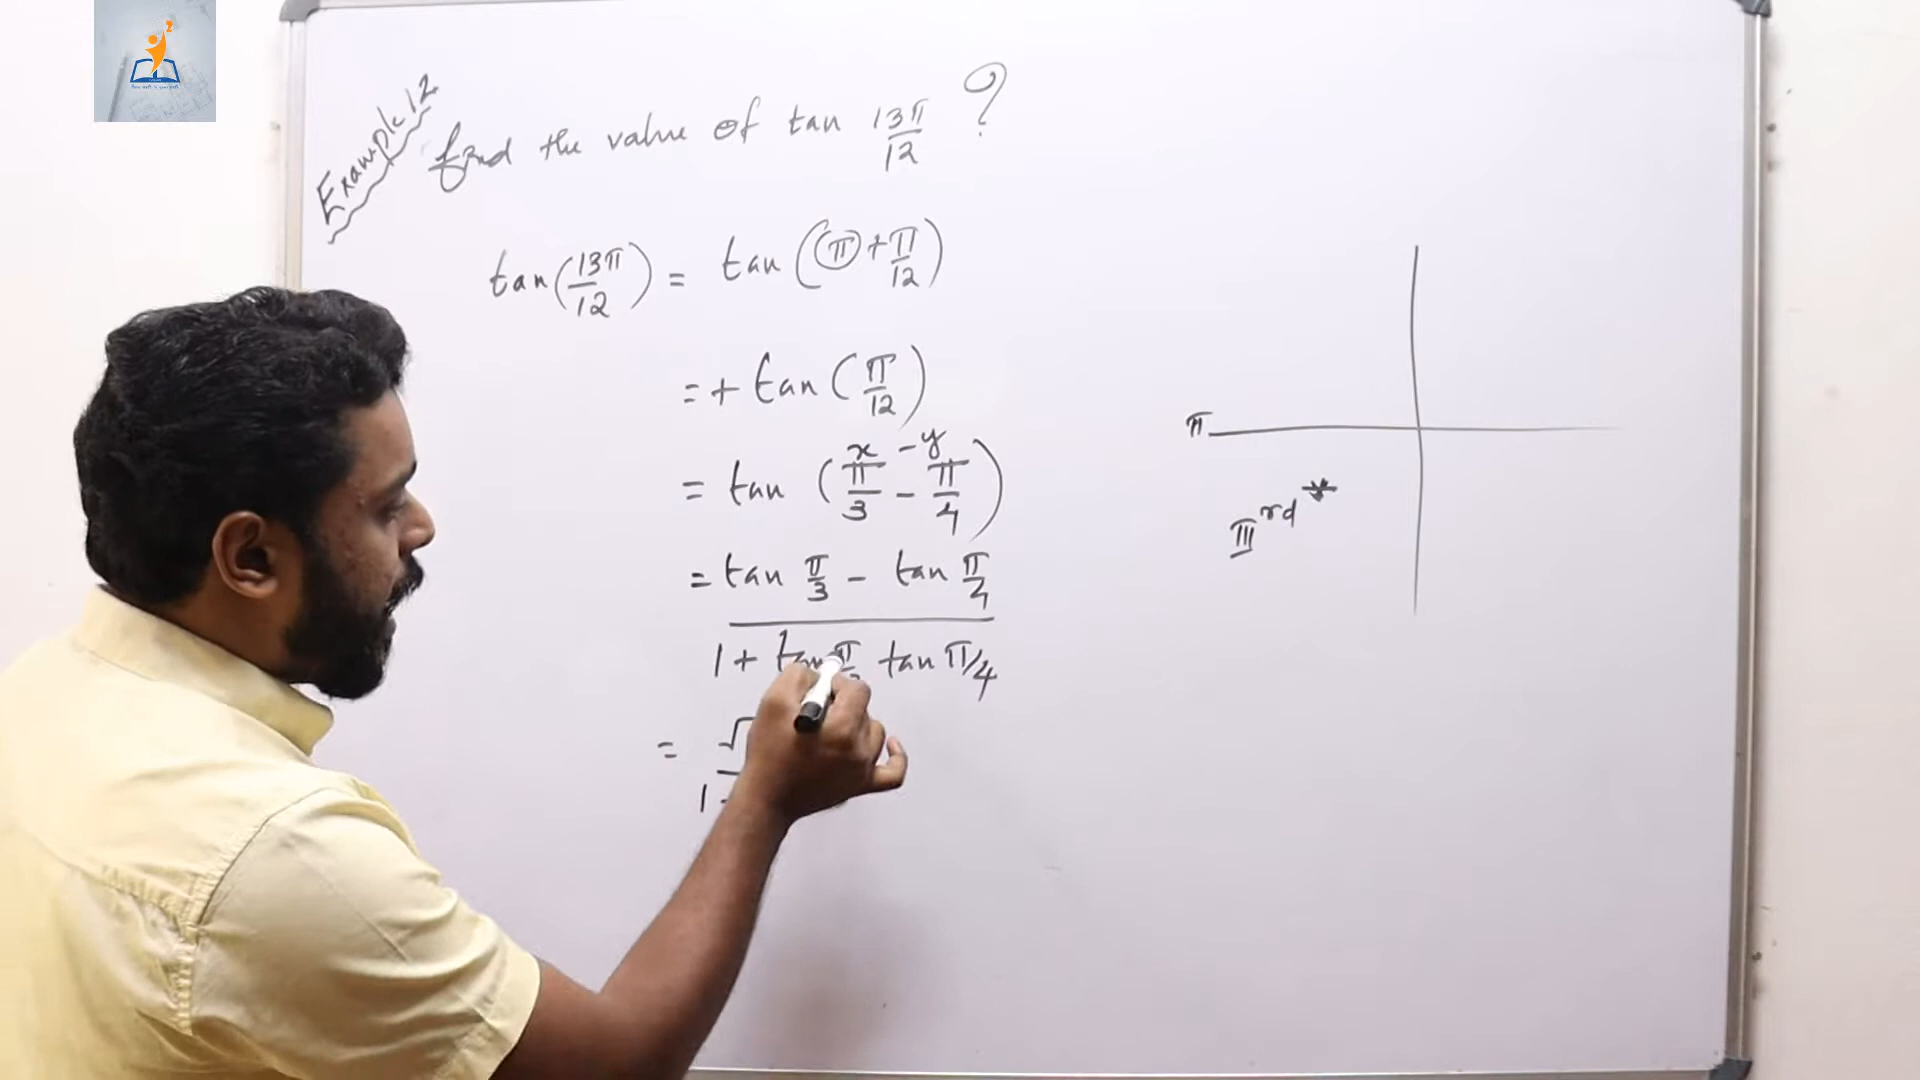 Example 12
find the value of tan 13π/12 ?
tan(13π/12) = tan(π + π/12)
= + tan(π/12)
x - y
= tan (π/3 - π/4)
= tan π/3 - tan π/4
1 + tan π tan π/4
= √
1
π
III rd *